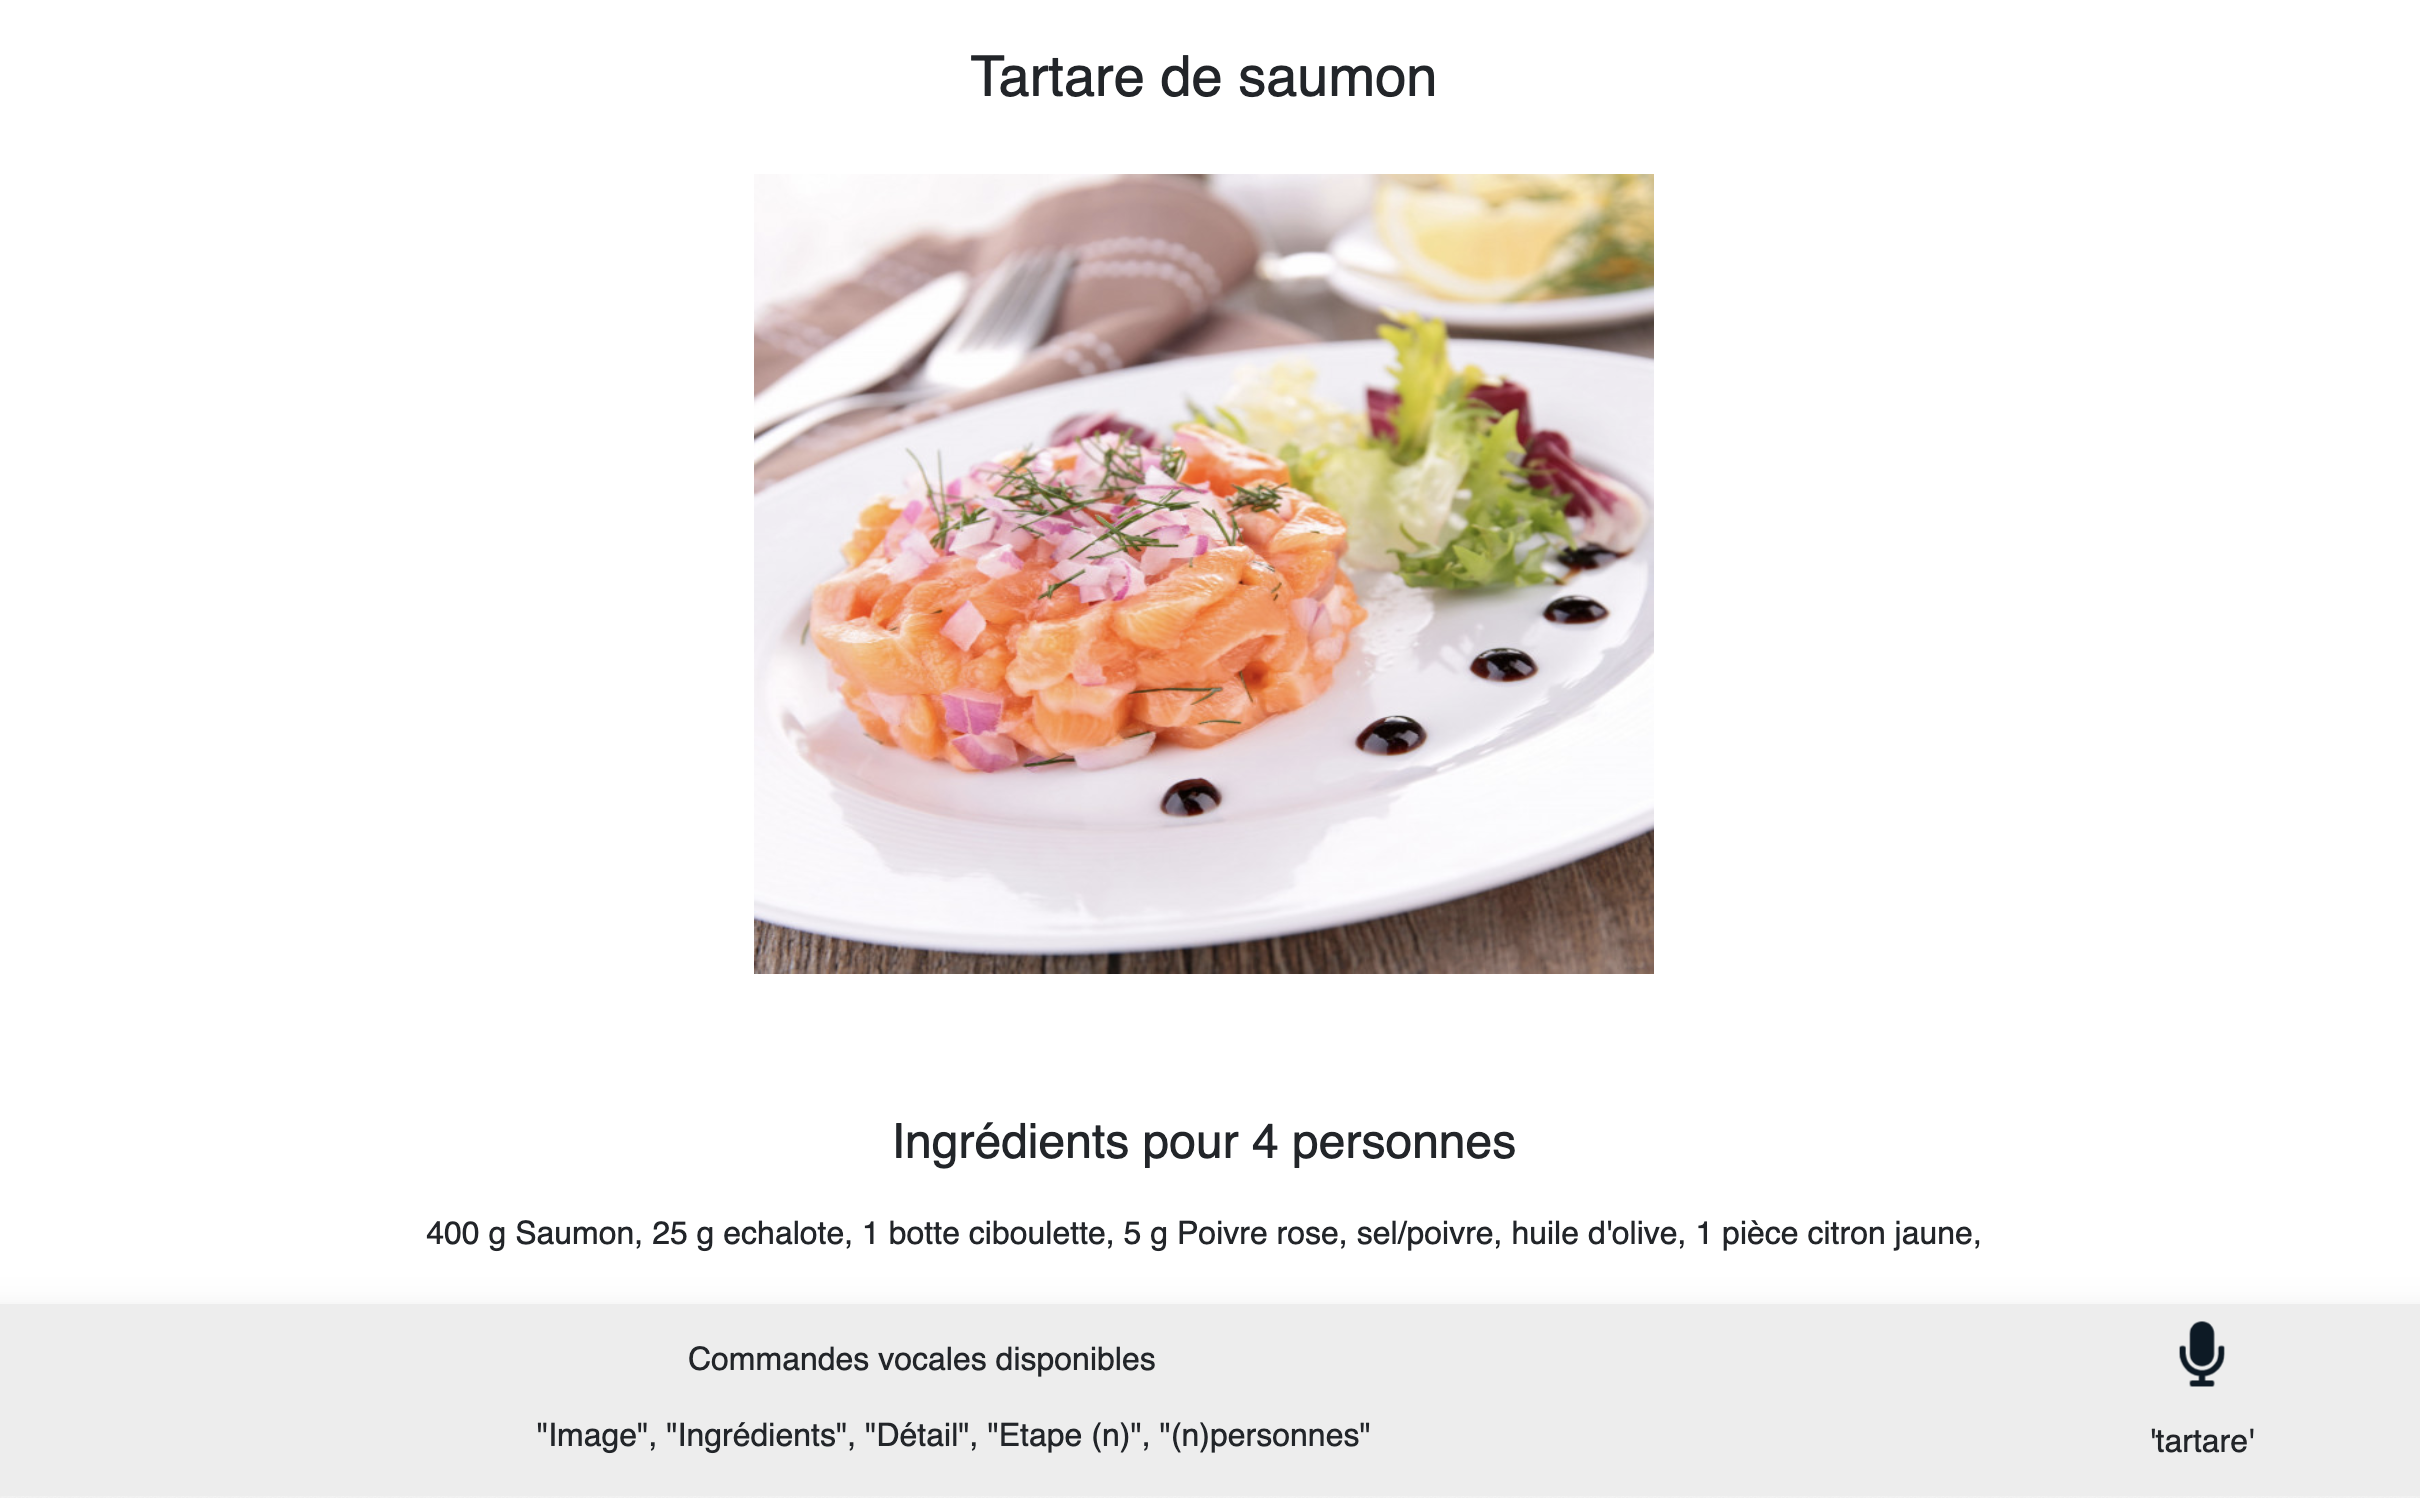 Tartare de saumon
Ingrédients pour 4 personnes
400 g Saumon, 25 g echalote, 1 botte ciboulette, 5 g Poivre rose, sel/poivre, huile d'olive, 1 pièce citron jaune,
Commandes vocales disponibles
"Image", "Ingrédients", "Détail", "Etape (n)", "(n)personnes"
'tartare'